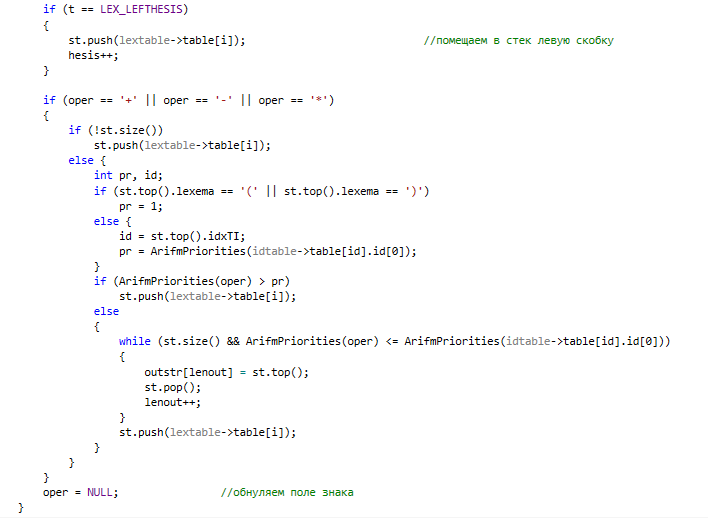 if (t == LEX_LEFTHESIS)
{
st.push(lextable->table[i]); //помещаем в стек левую скобку
hesis++;
}
if (oper == '+' || oper == '-' || oper == '*')
{
if (!st.size())
st.push(lextable->table[i]);
else {
int pr, id;
if (st.top().lexema == '(' || st.top().lexema == ')')
pr = 1;
else {
id = st.top().idxTI;
pr = ArifmPriorities(idtable->table[id].id[0]);
}
if (ArifmPriorities(oper) > pr)
st.push(lextable->table[i]);
else
{
while (st.size() && ArifmPriorities(oper) <= ArifmPriorities(idtable->table[id].id[0]))
{
outstr[lenout] = st.top();
st.pop();
lenout++;
}
st.push(lextable->table[i]);
}
}
}
oper = NULL; //обнуляем поле знака
}